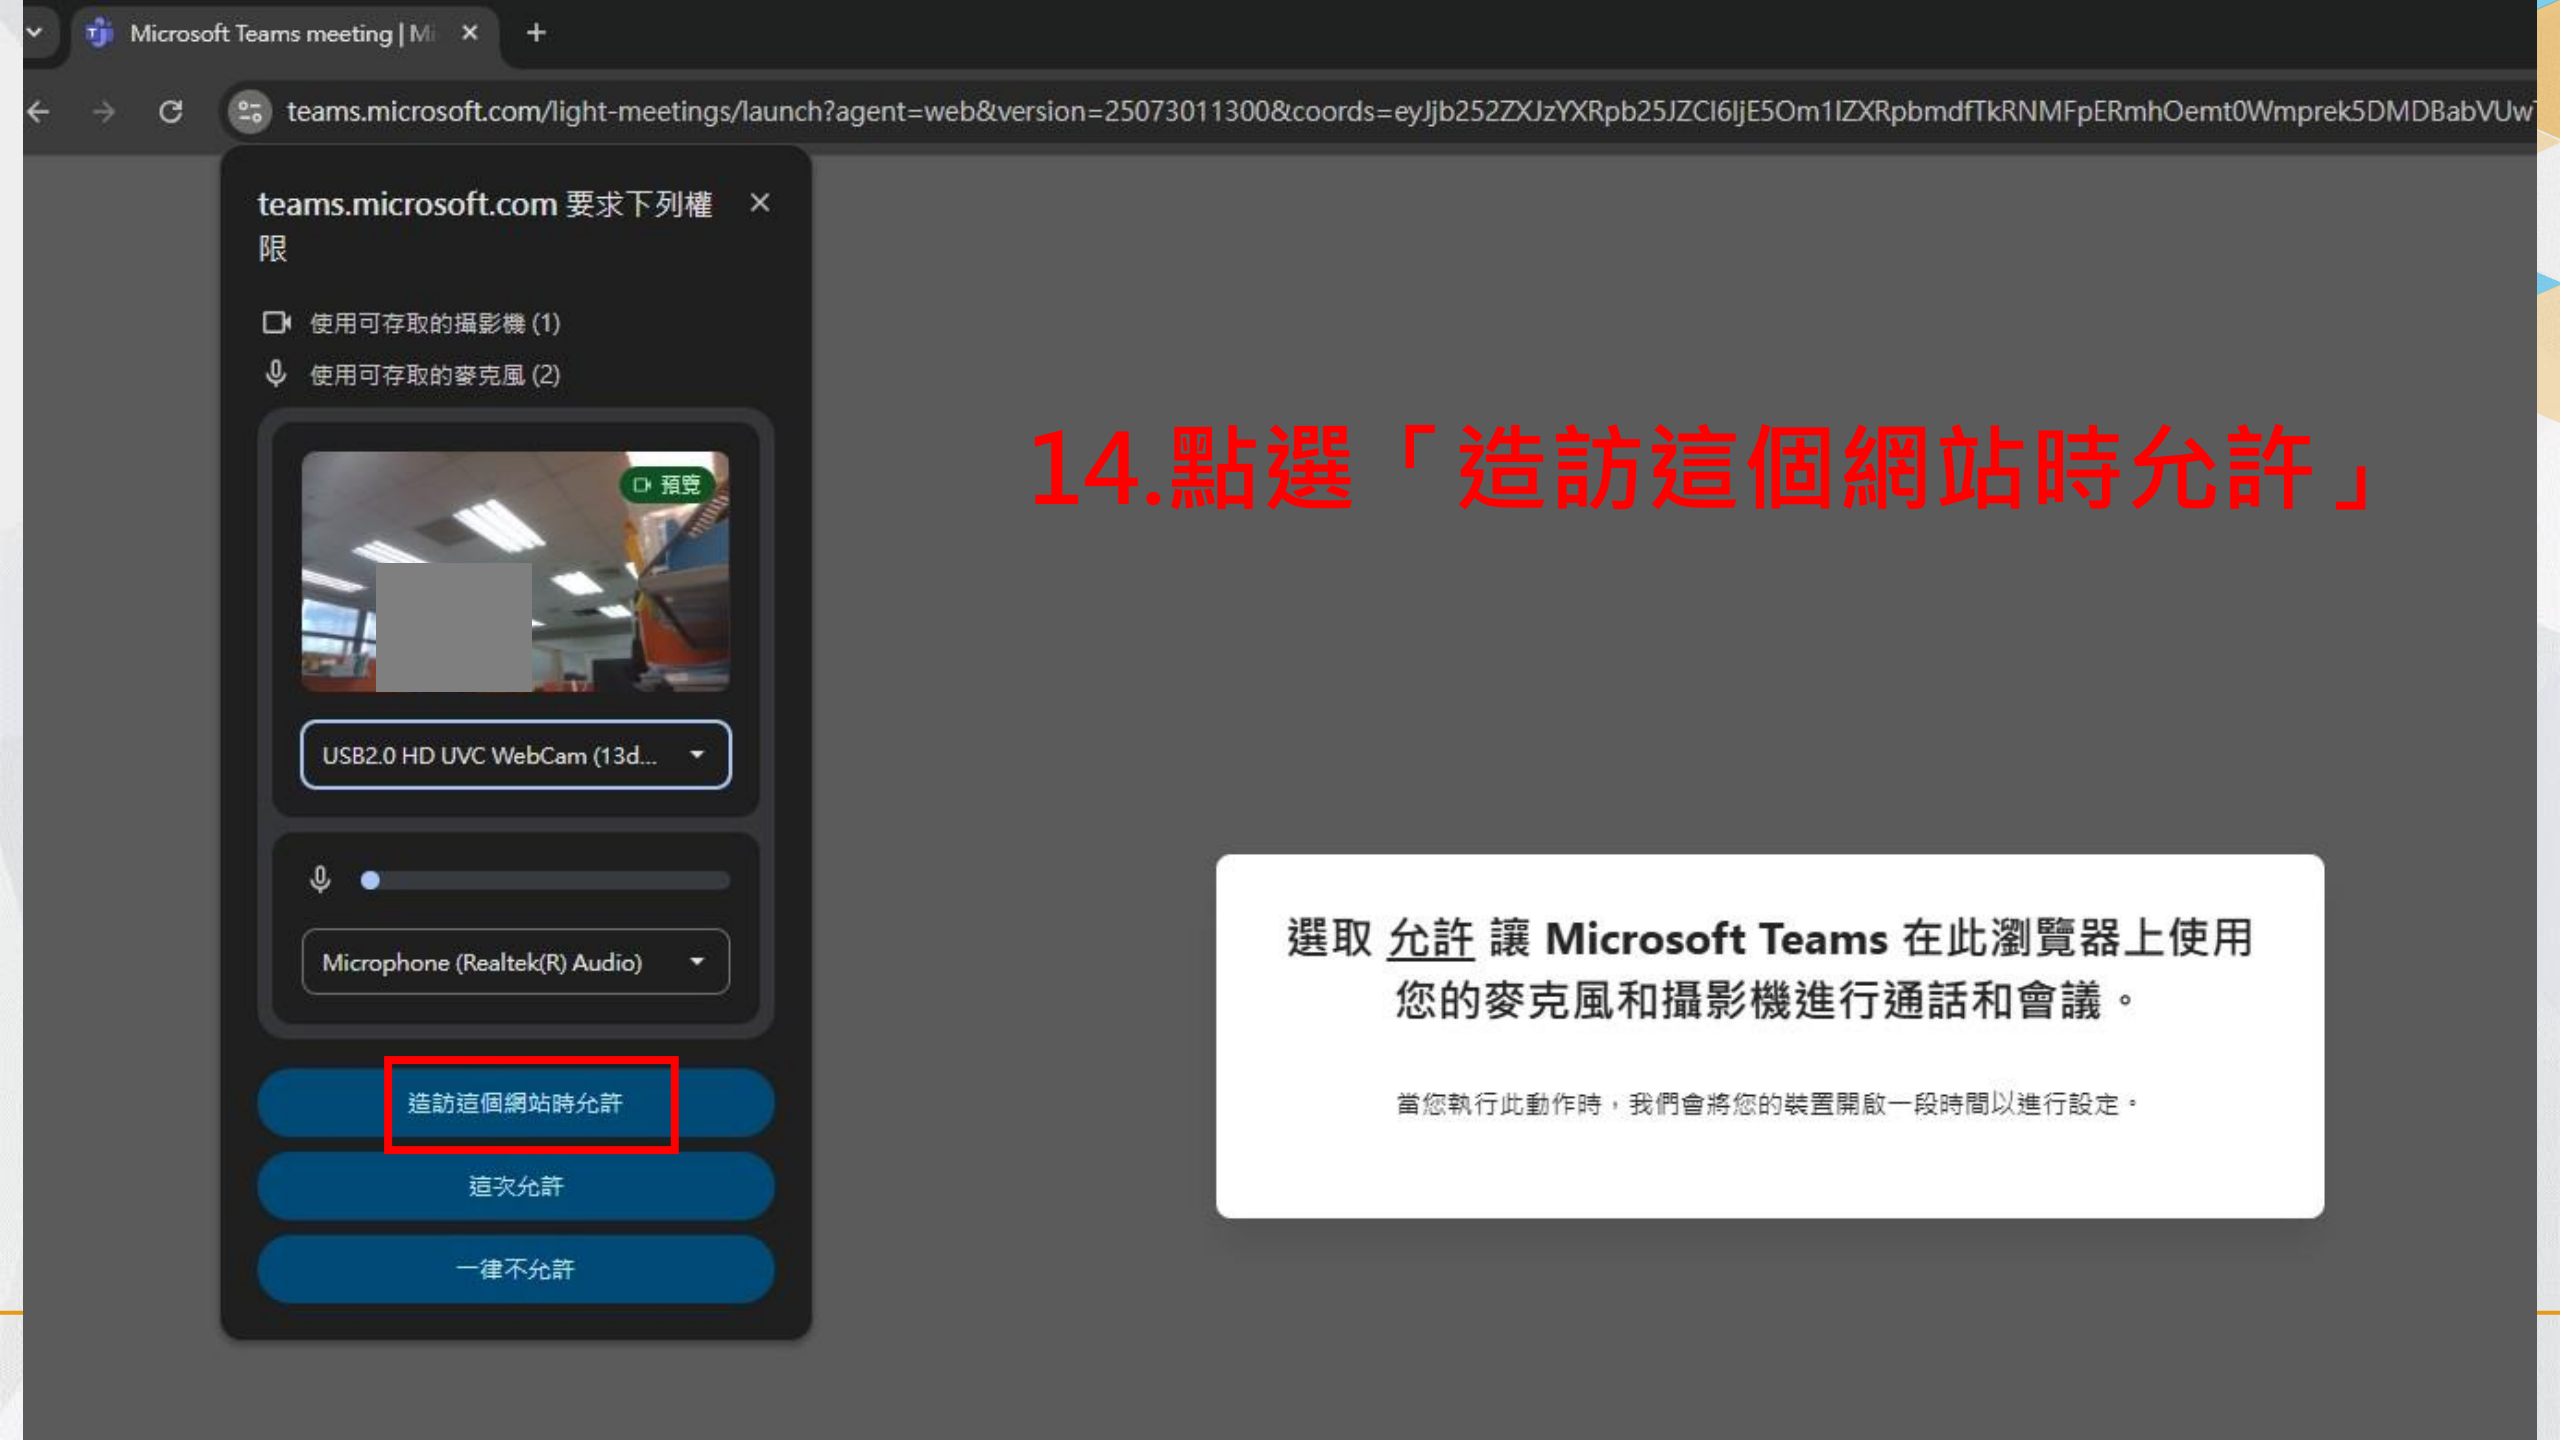 Microsoft Teams meeting | Mi
teams.microsoft.com/light-meetings/launch?agent=web&version=25073011300&coords=eyJjb252ZXJzYXRpb25JZCI6IjE5Om1lZXRpbmdfTkRNMFpERmhOemt0Wmprek5DMDBabVUw
teams.microsoft.com 要求下列權
限
使用可存取的攝影機 (1)
使用可存取的麥克風 (2)
預覽
USB2.0 HD UVC WebCam (13d...
Microphone (Realtek(R) Audio)
造訪這個網站時允許
這次允許
一律不允許
14.點選「造訪這個網站時允許」
選取 允許 讓 Microsoft Teams 在此瀏覽器上使用
您的麥克風和攝影機進行通話和會議。
當您執行此動作時，我們會將您的裝置開啟一段時間以進行設定。